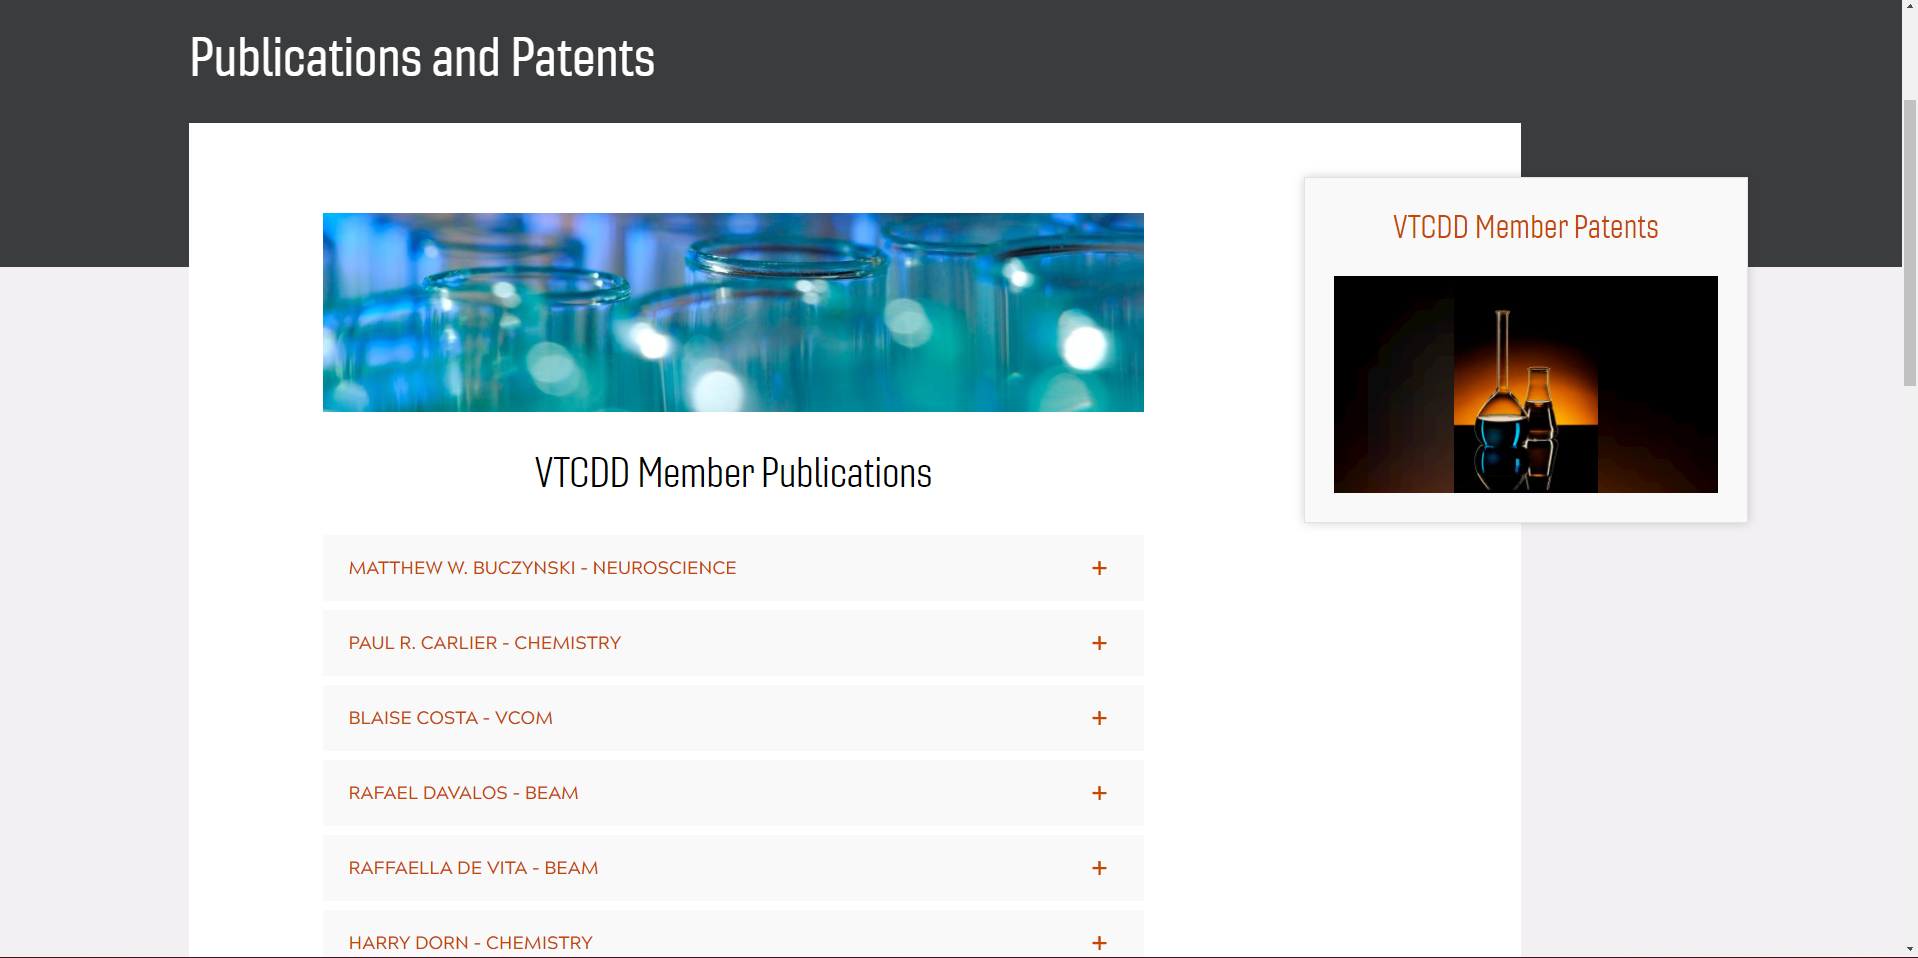 Publications and Patents
VTCDD Member Patents
VTCDD Member Publications
MATTHEW W. BUCZYNSKI - NEUROSCIENCE
+
PAUL R. CARLIER - CHEMISTRY
+
BLAISE COSTA - VCOM
+
RAFAEL DAVALOS - BEAM
+
RAFFAELLA DE VITA - BEAM
+
HARRY DORN - CHEMISTRY
+